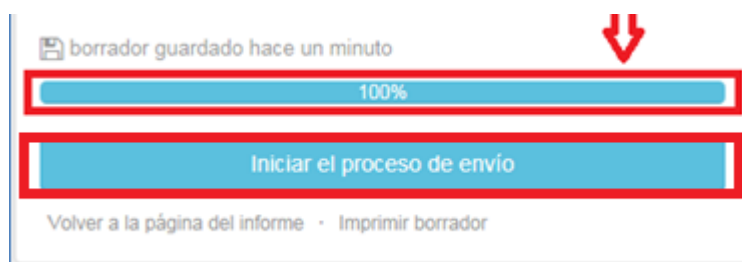 borrador guardado hace un minuto
100%
Iniciar el proceso de envío
Volver a la página del informe · Imprimir borrador